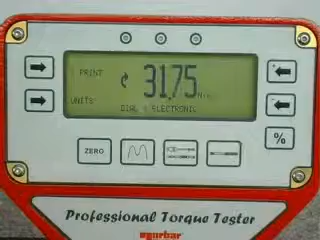 PRINT
31.75 N.m
UNITS
DIAL & ELECTRONIC
%
ZERO
Professional Torque Tester
norbar